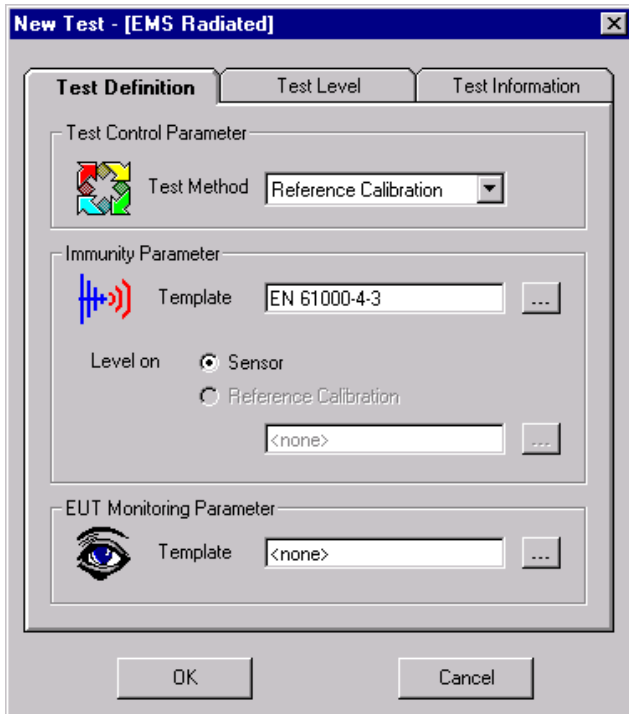 New Test - [EMS Radiated]
Test Definition
Test Level
Test Information
Test Control Parameter
Test Method
Reference Calibration
Immunity Parameter
Template
EN 61000-4-3
...
Level on
Sensor
Reference Calibration
<none>
...
EUT Monitoring Parameter
Template
<none>
...
OK
Cancel